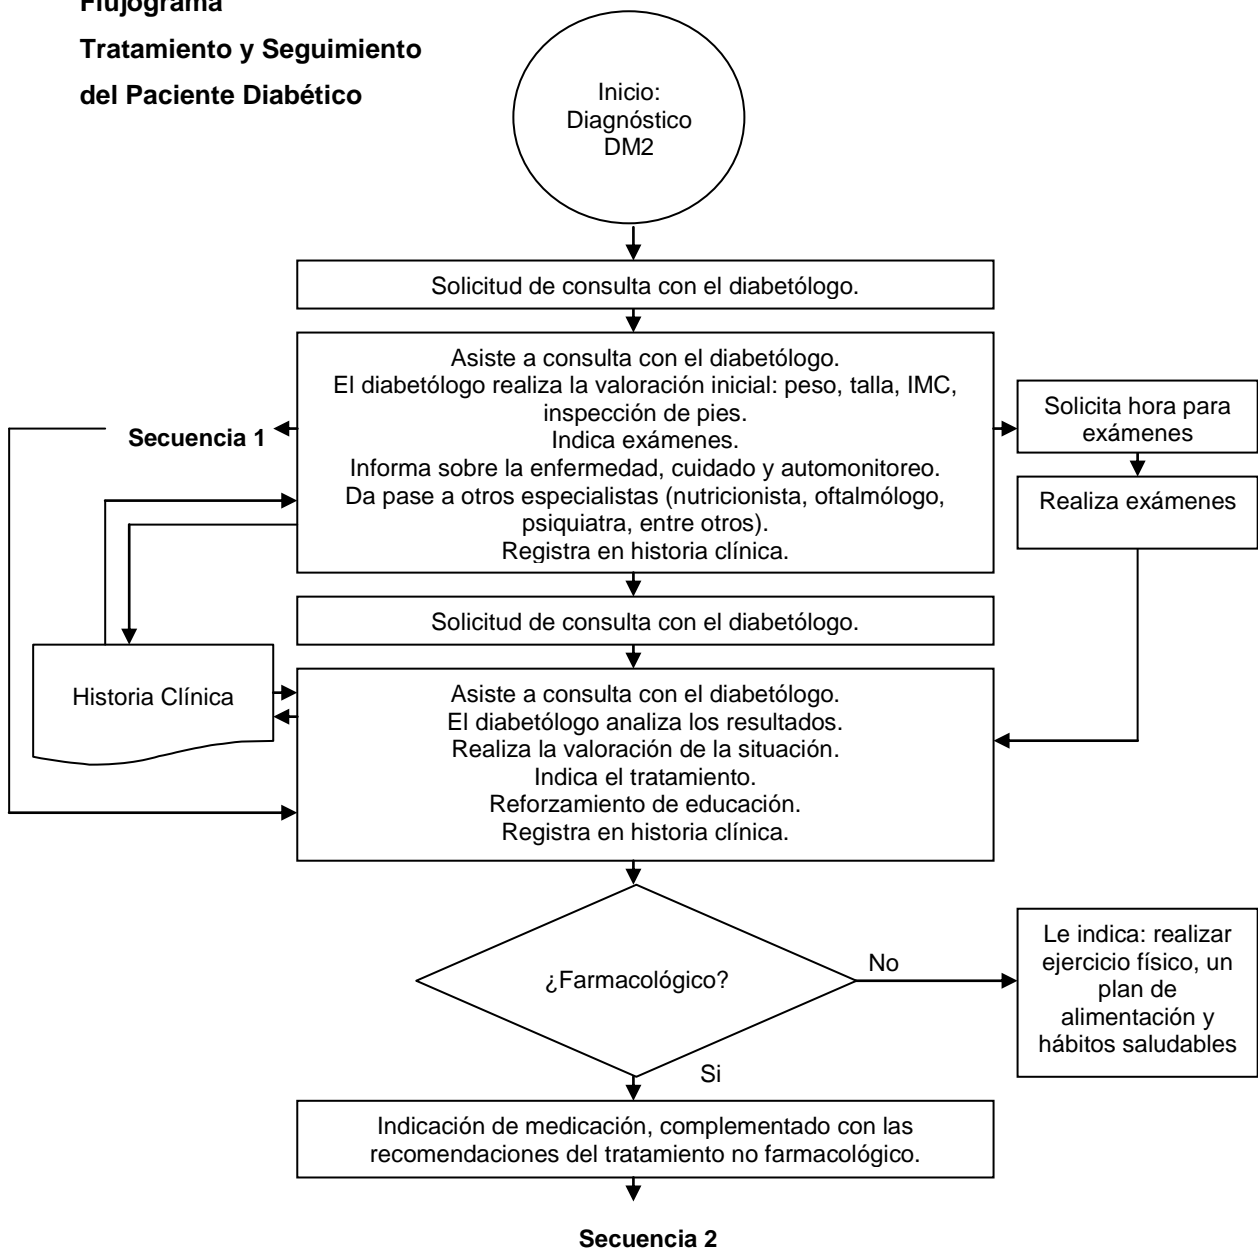 Flujograma
Tratamiento y Seguimiento
del Paciente Diabético
Inicio:
Diagnóstico
DM2
Solicitud de consulta con el diabetólogo.
Asiste a consulta con el diabetólogo.
El diabetólogo realiza la valoración inicial: peso, talla, IMC,
inspección de pies.
Indica exámenes.
Informa sobre la enfermedad, cuidado y automonitoreo.
Da pase a otros especialistas (nutricionista, oftalmólogo,
psiquiatra, entre otros).
Registra en historia clínica.
Solicita hora para
exámenes
Secuencia 1
Realiza exámenes
Solicitud de consulta con el diabetólogo.
Historia Clínica
Asiste a consulta con el diabetólogo.
El diabetólogo analiza los resultados.
Realiza la valoración de la situación.
Indica el tratamiento.
Reforzamiento de educación.
Registra en historia clínica.
¿Farmacológico?
No
Le indica: realizar
ejercicio físico, un
plan de
alimentación y
hábitos saludables
Si
Indicación de medicación, complementado con las
recomendaciones del tratamiento no farmacológico.
Secuencia 2